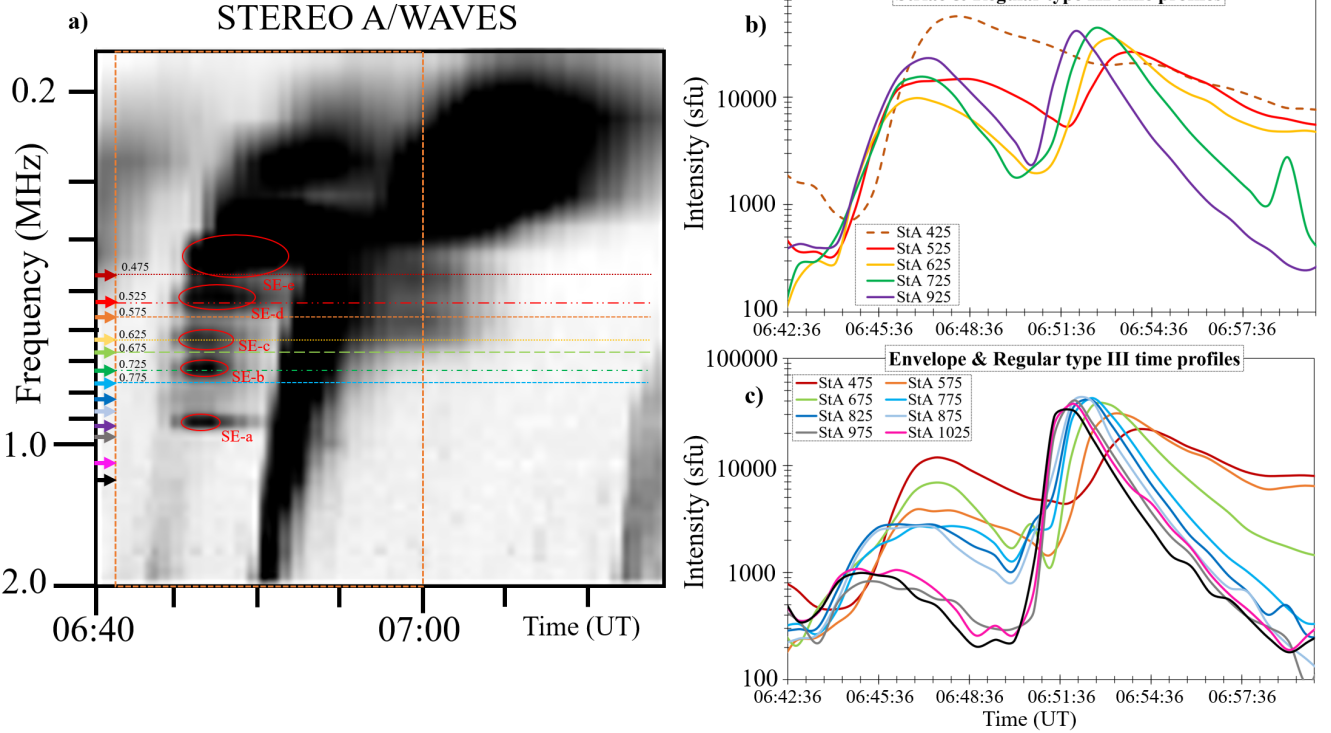 STEREO A/WAVES
a)
0.2
1.0
2.0
Frequency (MHz)
0.475
0.525
0.575
0.625
0.675
0.725
0.775
SE-d
SE-c
SE-b
SE-a
06:40
07:00
Time (UT)
b)
Regular type III time profiles
10000
1000
100
Intensity (sfu)
StA 425
StA 525
StA 625
StA 725
StA 925
06:42:36 06:45:36 06:48:36 06:51:36 06:54:36 06:57:36
Envelope & Regular type III time profiles
c)
100000
10000
1000
100
Intensity (sfu)
StA 475 StA 575
StA 675 StA 775
StA 825 StA 875
StA 975 StA 1025
06:42:36 06:45:36 06:48:36 06:51:36 06:54:36 06:57:36
Time (UT)